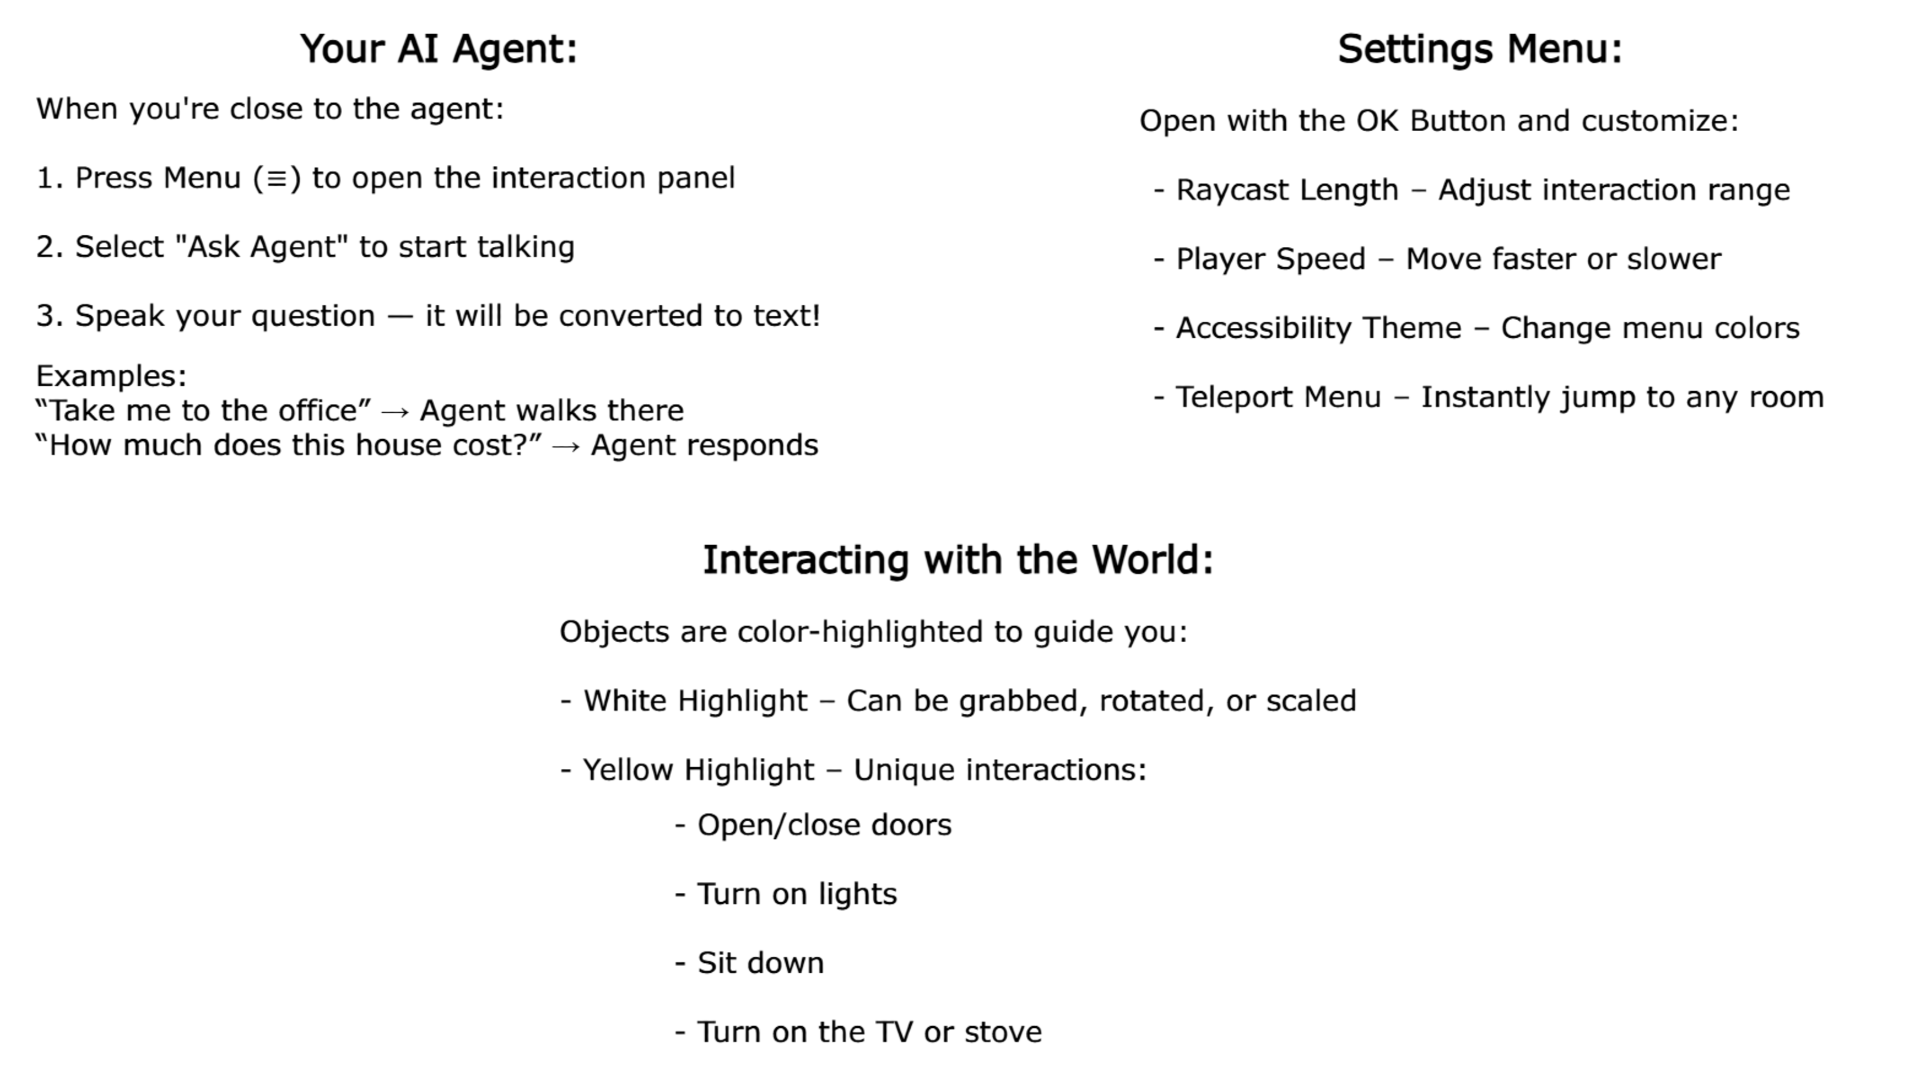 Your AI Agent:
When you're close to the agent:
1. Press Menu (≡) to open the interaction panel
2. Select "Ask Agent" to start talking
3. Speak your question — it will be converted to text!
Examples:
“Take me to the office” → Agent walks there
“How much does this house cost?” → Agent responds
Settings Menu:
Open with the OK Button and customize:
- Raycast Length – Adjust interaction range
- Player Speed – Move faster or slower
- Accessibility Theme – Change menu colors
- Teleport Menu – Instantly jump to any room
Interacting with the World:
Objects are color-highlighted to guide you:
- White Highlight – Can be grabbed, rotated, or scaled
- Yellow Highlight – Unique interactions:
- Open/close doors
- Turn on lights
- Sit down
- Turn on the TV or stove